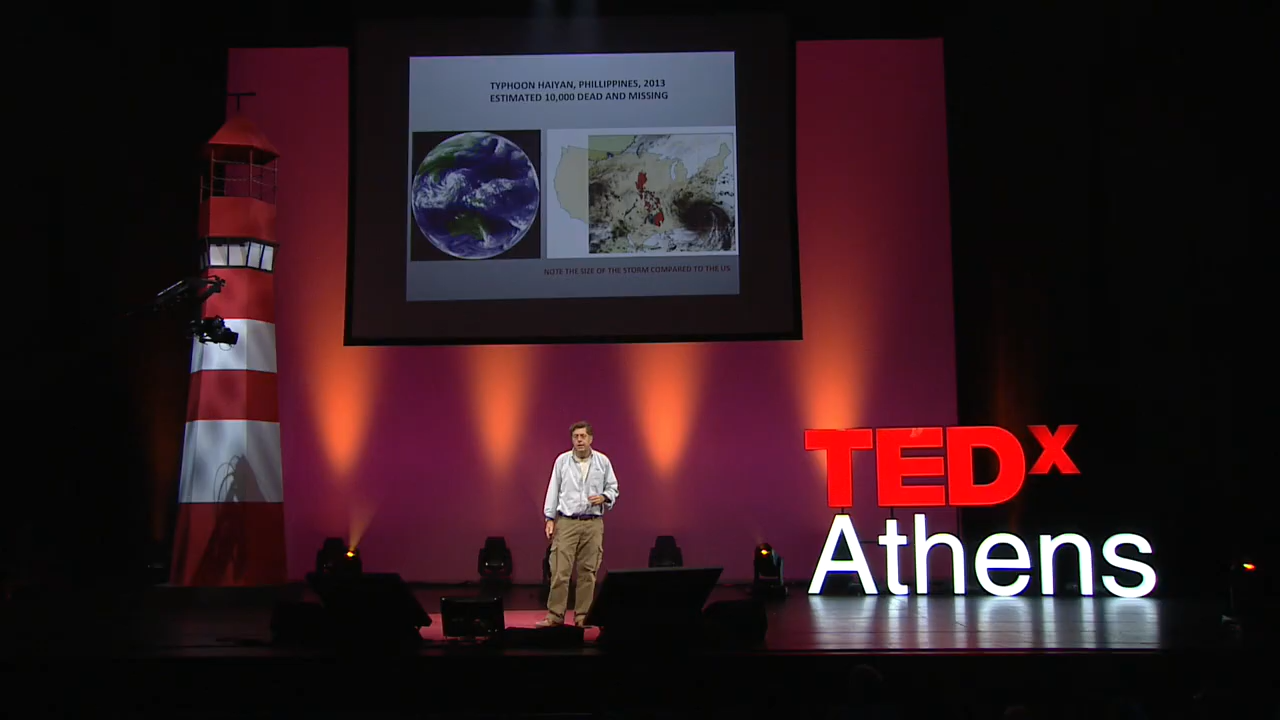 TYPHOON HAIYAN, PHILLIPPINES, 2013
ESTIMATED 10,000 DEAD AND MISSING
NOTE THE SIZE OF THE STORM COMPARED TO THE US
TEDx
Athens